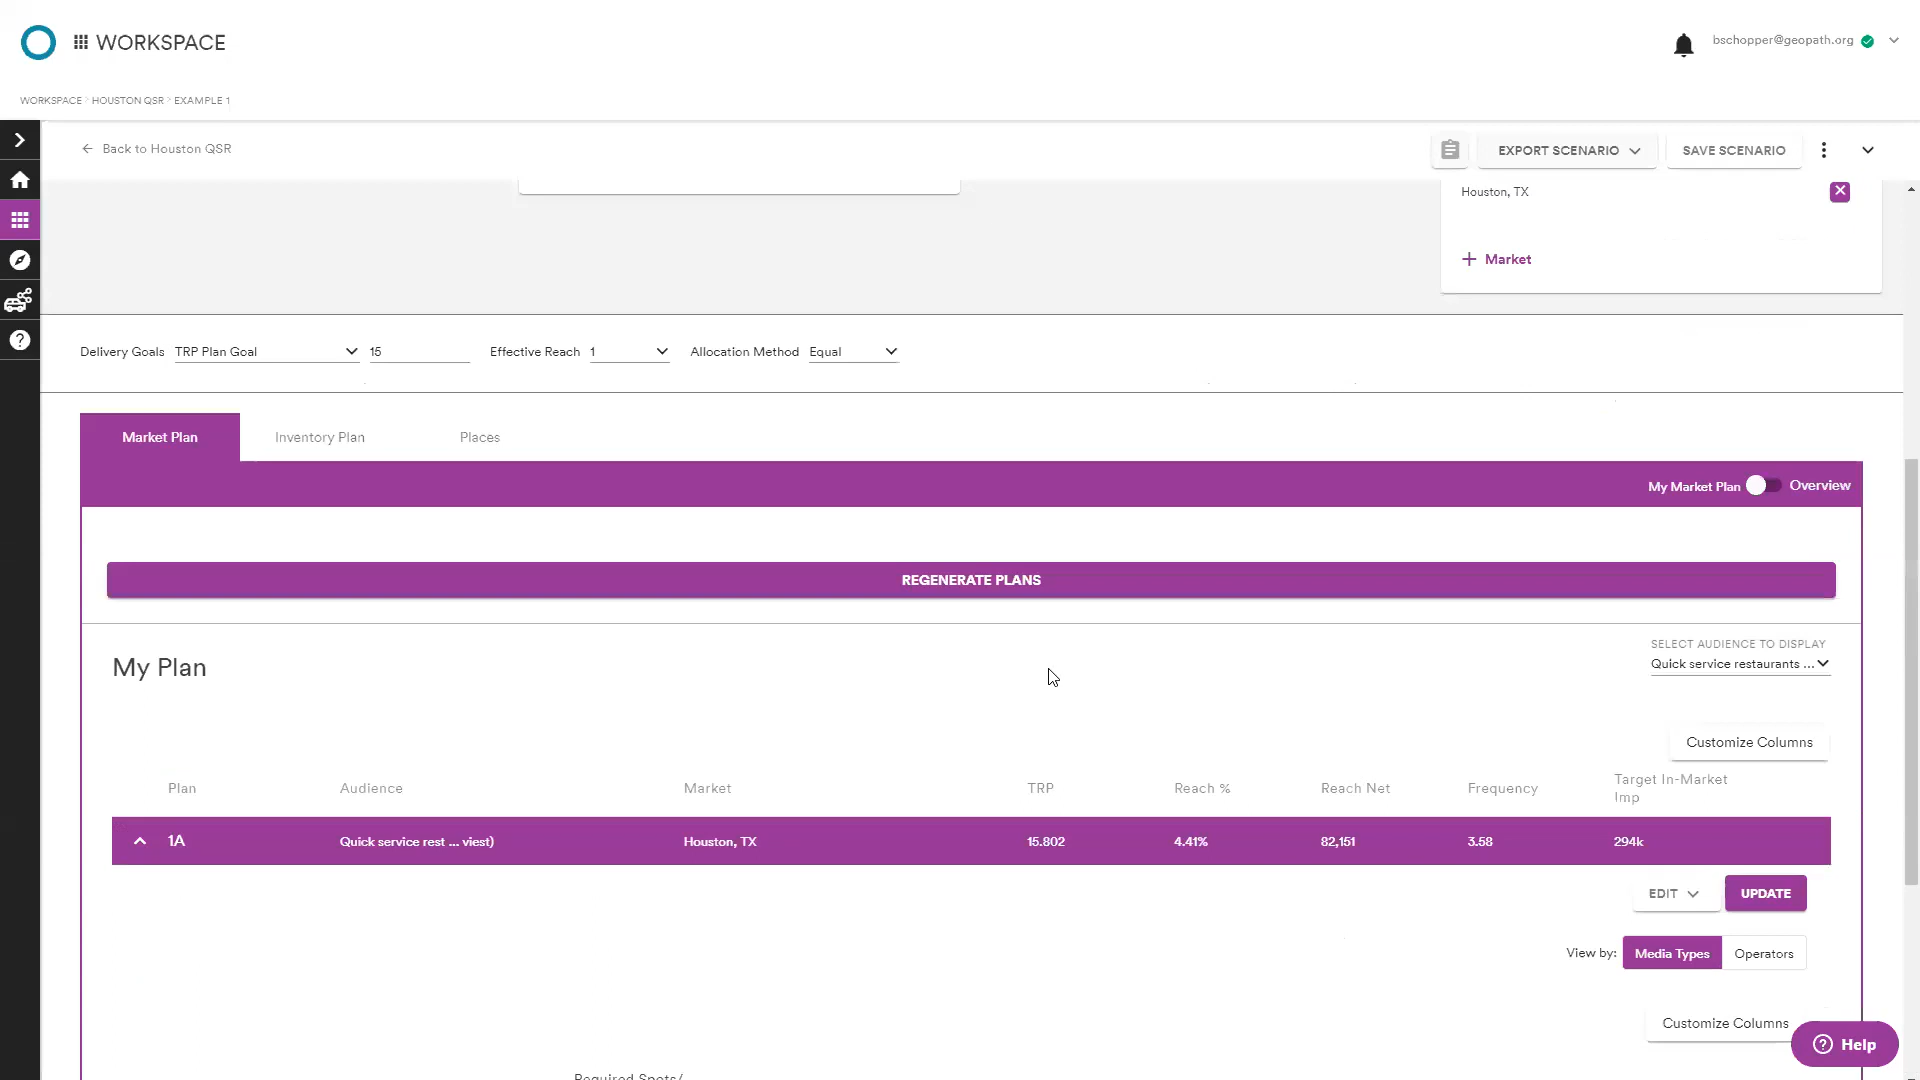 WORKSPACE
bschopper@geopath.org
WORKSPACE > HOUSTON QSR > EXAMPLE 1
Back to Houston QSR
EXPORT SCENARIO
SAVE SCENARIO
Houston, TX
+ Market
Delivery Goals TRP Plan Goal 15 Effective Reach 1 Allocation Method Equal
Market Plan Inventory Plan Places
My Market Plan Overview
REGENERATE PLANS
SELECT AUDIENCE TO DISPLAY
My Plan
Quick service restaurants ...
Customize Columns
Plan Audience Market TRP Reach % Reach Net Frequency Target In-Market Imp
1A Quick service rest ... viest) Houston, TX 15.802 4.41% 82,151 3.58 294k
EDIT UPDATE
View by: Media Types Operators
Customize Columns
Help
Required Spots/